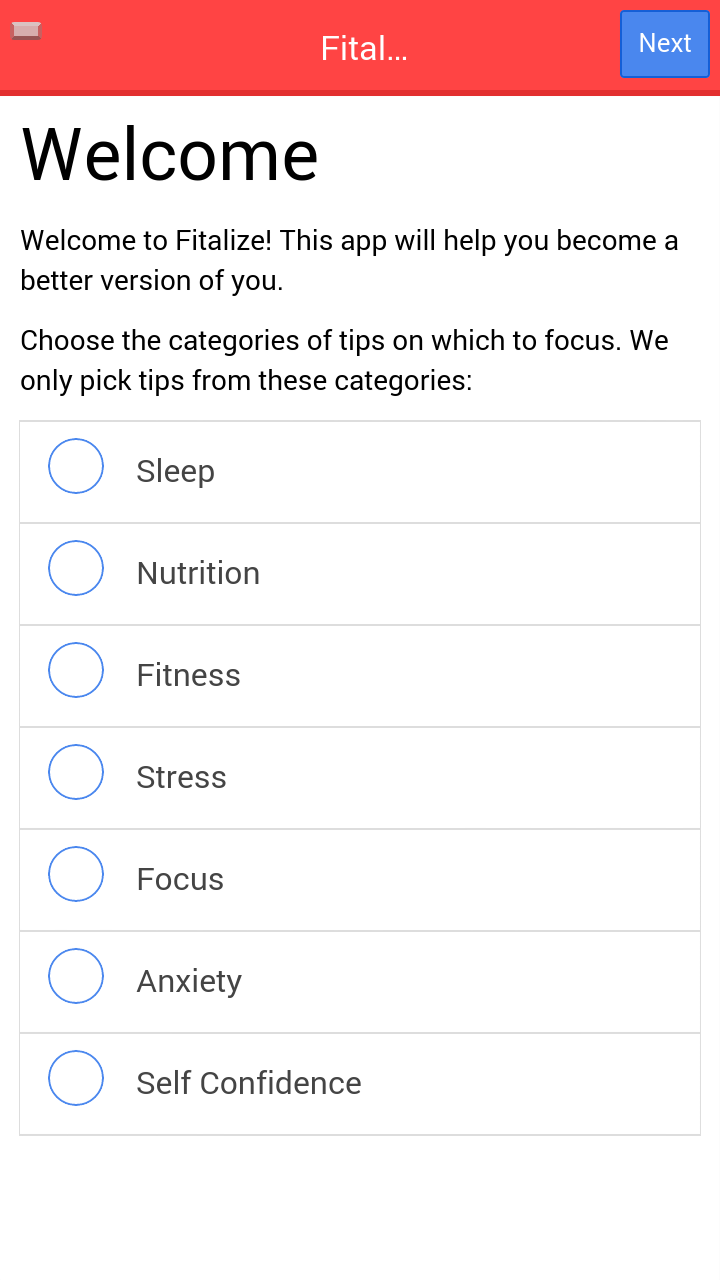 Fital...
Next
Welcome
Welcome to Fitalize! This app will help you become a
better version of you.
Choose the categories of tips on which to focus. We
only pick tips from these categories:
Sleep
Nutrition
Fitness
Stress
Focus
Anxiety
Self Confidence